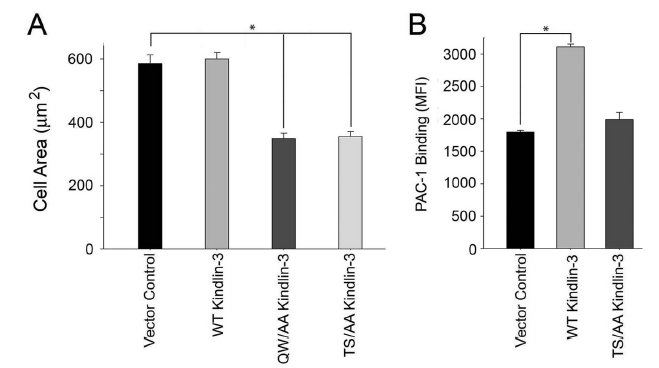 A
*
600
400
200
0
Cell Area (μm 2)
Vector Control
WT Kindlin-3
QW/AA Kindlin-3
TS/AA Kindlin-3
B
*
3000
2500
2000
1500
1000
500
0
PAC-1 Binding (MFI)
Vector Control
WT Kindlin-3
TS/AA Kindlin-3